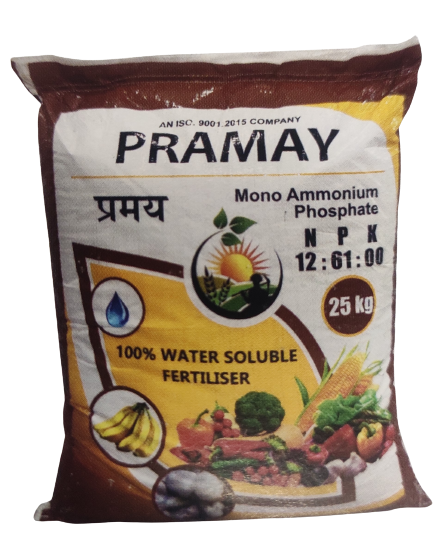 AN ISO. 9001.2015 COMPANY
PRAMAY
प्रमय
Mono Ammonium
Phosphate
N P K
12:61:00
25 kg
100% WATER SOLUBLE
FERTILISER